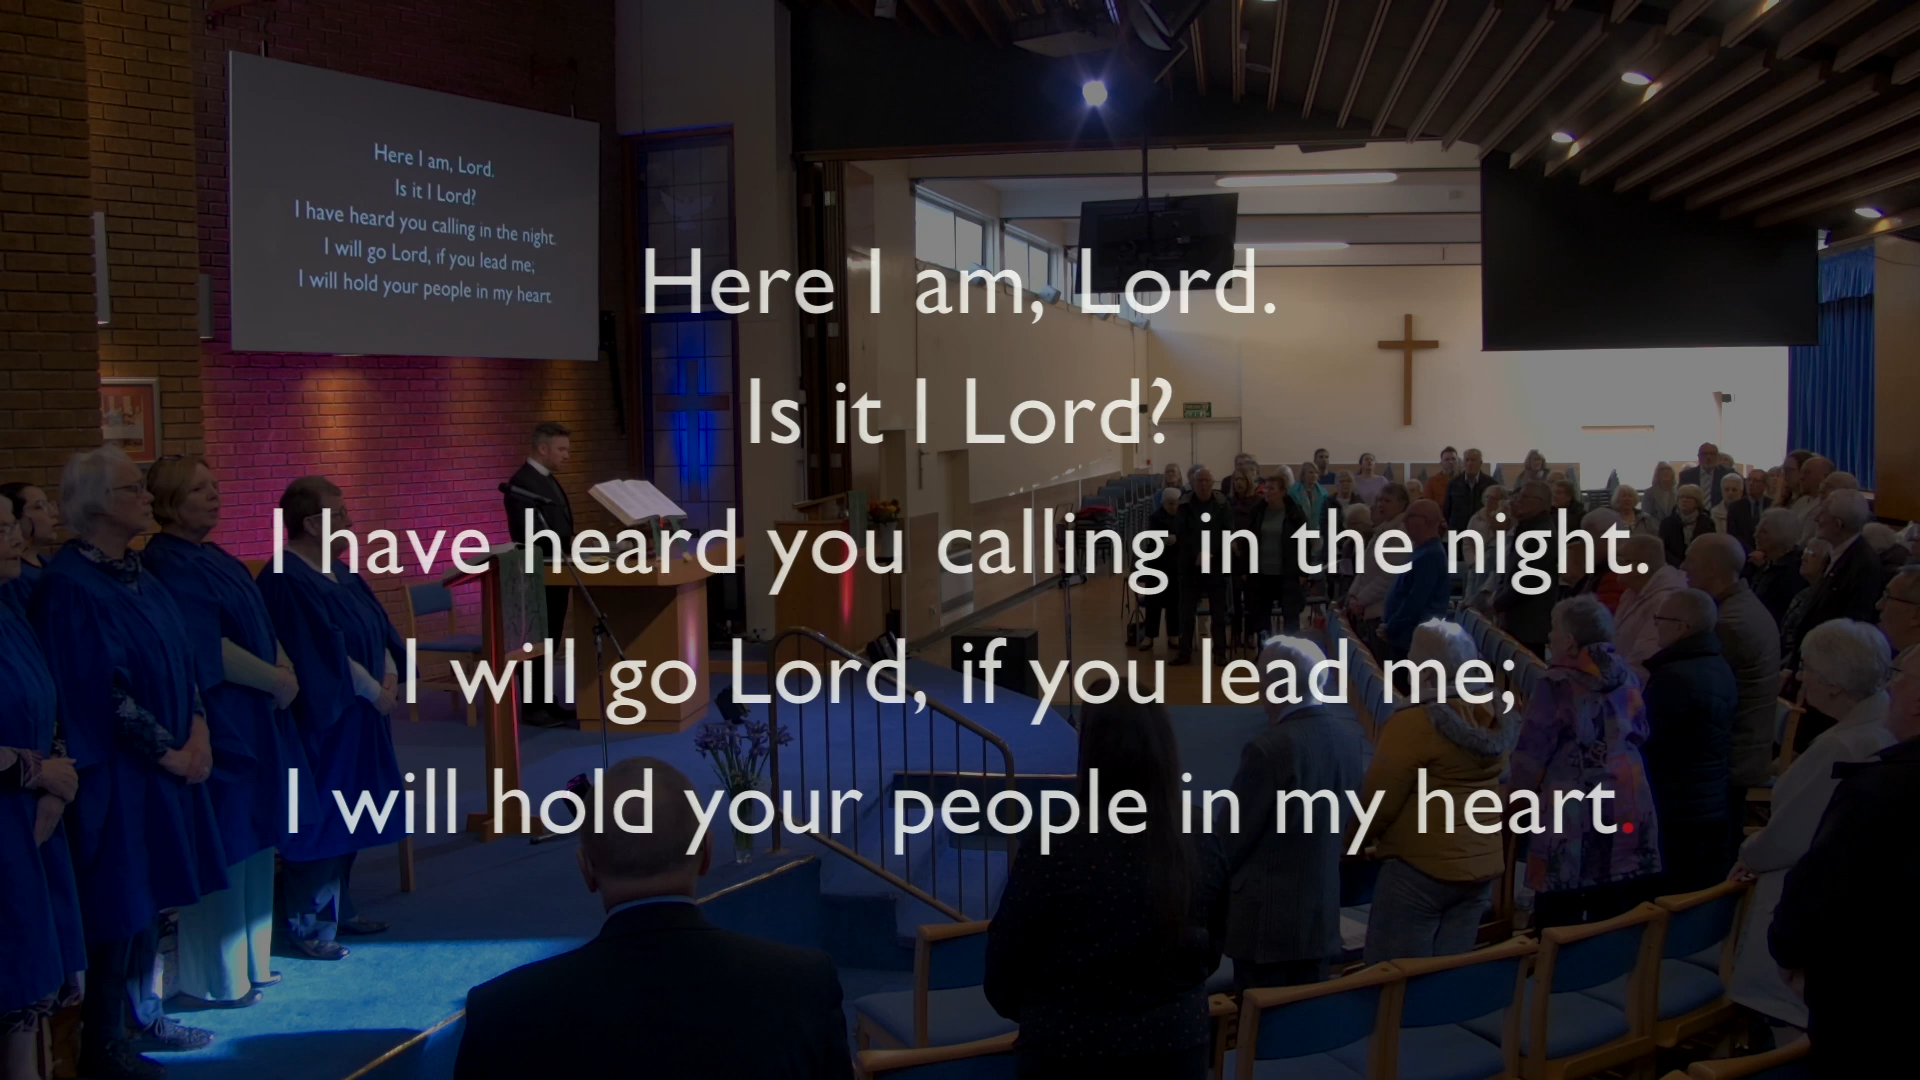 Here I am, Lord.
Is it I Lord?
I have heard you calling in the night.
I will go Lord, if you lead me;
I will hold your people in my heart
Here I am, Lord.
Is it I Lord?
I have heard you calling in the night.
I will go Lord, if you lead me;
I will hold your people in my heart.